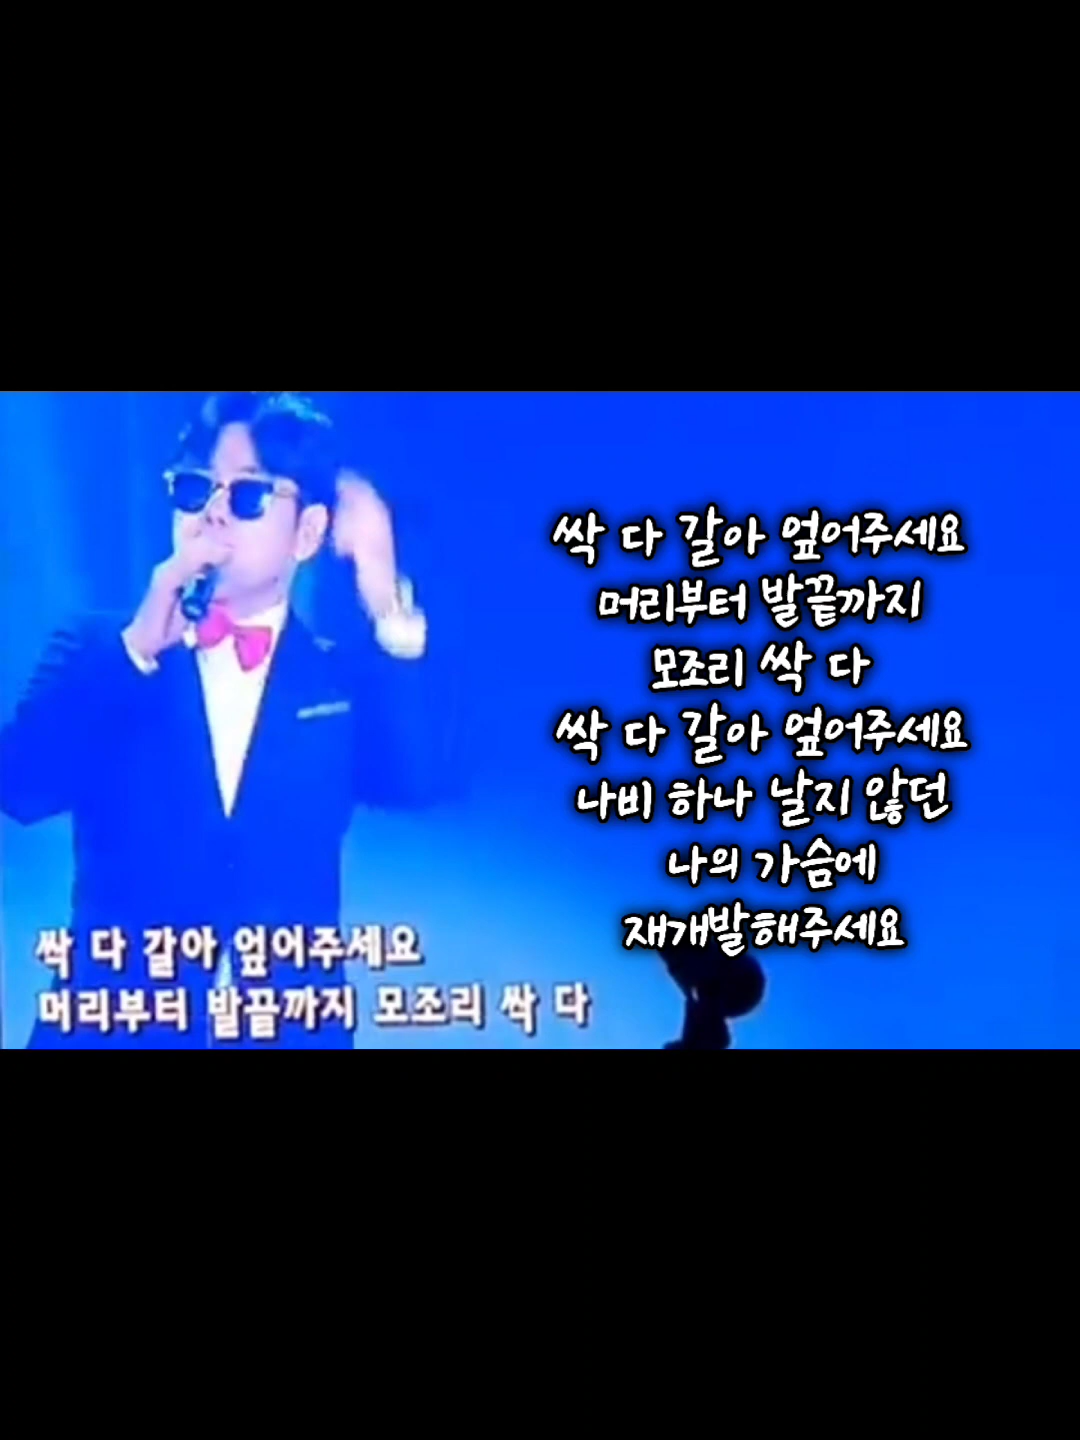 싹 다 갈아 엎어주세요
머리부터 발끝까지
모조리 싹 다
싹 다 갈아 엎어주세요
나비 하나 날지 않던
나의 가슴에
재개발해주세요
싹 다 갈아 엎어주세요
머리부터 발끝까지 모조리 싹 다